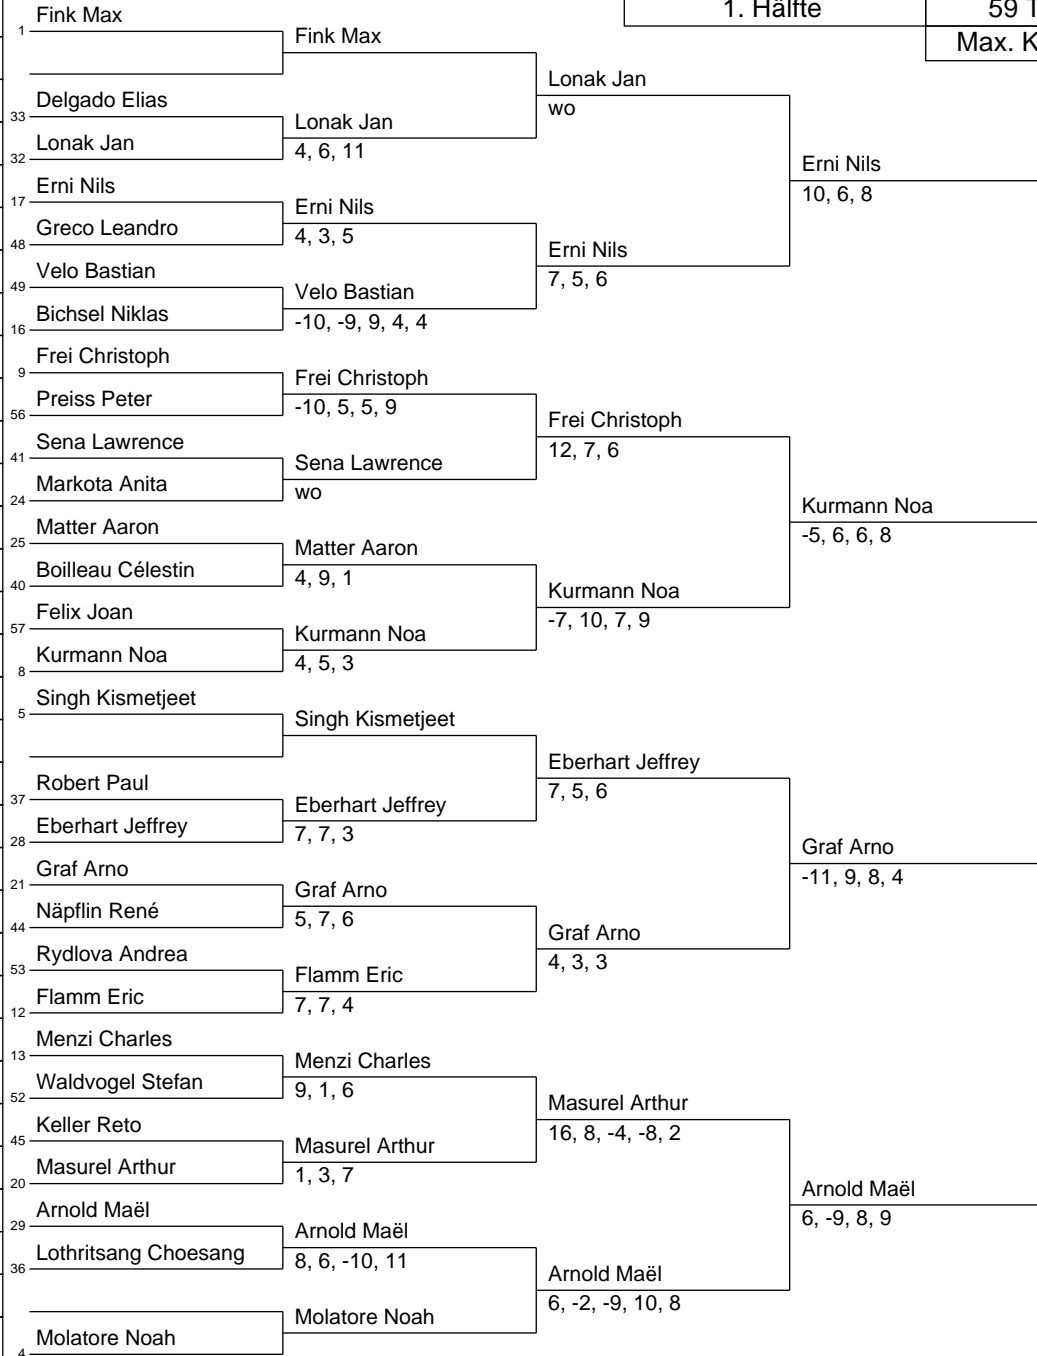 1. Hälfte
59 T
Max. K
Fink Max
1
Fink Max
Lonak Jan
wo
Delgado Elias
33
Lonak Jan
4, 6, 11
Lonak Jan
32
Erni Nils
10, 6, 8
Erni Nils
17
Erni Nils
4, 3, 5
Greco Leandro
48
Erni Nils
7, 5, 6
Velo Bastian
49
Velo Bastian
-10, -9, 9, 4, 4
Bichsel Niklas
16
Frei Christoph
9
Frei Christoph
-10, 5, 5, 9
Preiss Peter
56
Frei Christoph
12, 7, 6
Sena Lawrence
41
Sena Lawrence
wo
Markota Anita
24
Kurmann Noa
-5, 6, 6, 8
Matter Aaron
25
Matter Aaron
4, 9, 1
Boilleau Célestin
40
Kurmann Noa
-7, 10, 7, 9
Felix Joan
57
Kurmann Noa
4, 5, 3
Kurmann Noa
8
Singh Kismetjeet
5
Singh Kismetjeet
Eberhart Jeffrey
7, 5, 6
Robert Paul
37
Eberhart Jeffrey
7, 7, 3
Eberhart Jeffrey
28
Graf Arno
-11, 9, 8, 4
Graf Arno
21
Graf Arno
5, 7, 6
Näpflin René
44
Graf Arno
4, 3, 3
Rydlova Andrea
53
Flamm Eric
7, 7, 4
Flamm Eric
12
Menzi Charles
13
Menzi Charles
9, 1, 6
Waldvogel Stefan
52
Masurel Arthur
16, 8, -4, -8, 2
Keller Reto
45
Masurel Arthur
1, 3, 7
Masurel Arthur
20
Arnold Maël
6, -9, 8, 9
Arnold Maël
29
Arnold Maël
8, 6, -10, 11
Lothritsang Choesang
36
Arnold Maël
6, -2, -9, 10, 8
Molatore Noah
Molatore Noah
4